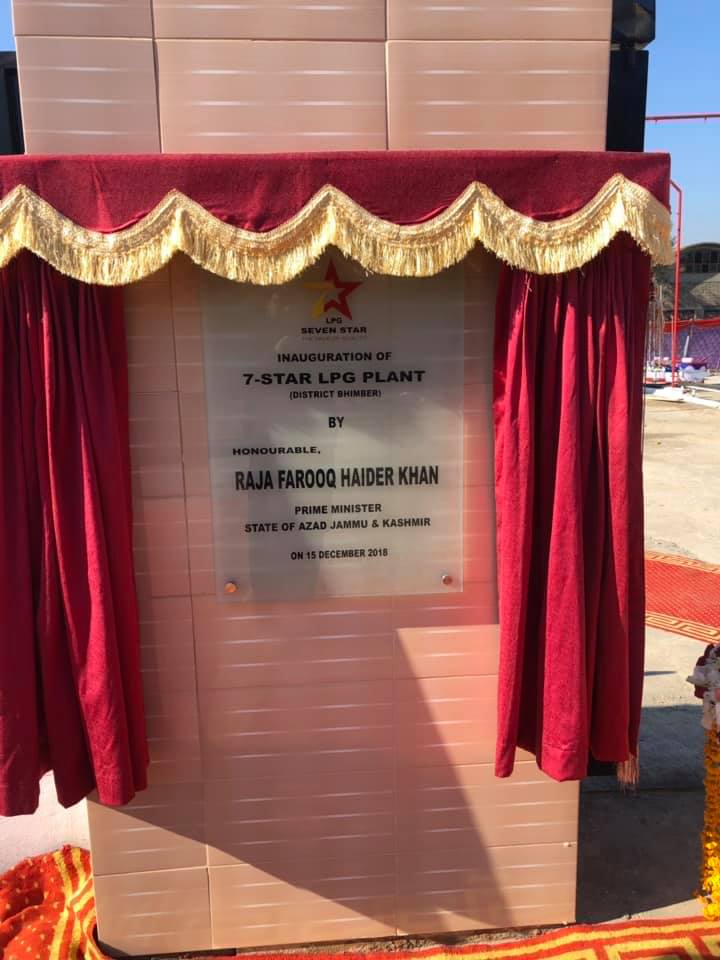 LPG
SEVEN STAR
INAUGURATION OF
7-STAR LPG PLANT
(DISTRICT BHIMBER)
BY
HONOURABLE,
RAJA FAROOQ HAIDER KHAN
PRIME MINISTER
STATE OF AZAD JAMMU & KASHMIR
ON 15 DECEMBER 2018